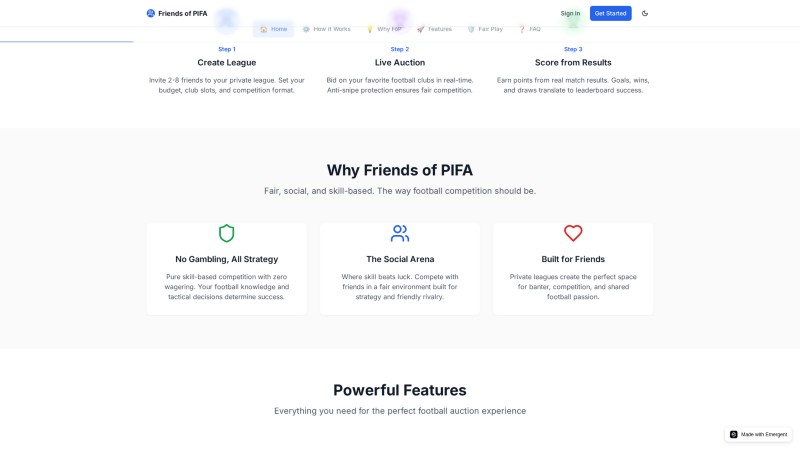 Friends of PIFA
Sign In
Get Started
Home
How it Works
Why FoP
Features
Fair Play
FAQ
Step 1
Create League
Invite 2-8 friends to your private league. Set your
budget, club slots, and competition format.
Step 2
Live Auction
Bid on your favorite football clubs in real-time.
Anti-snipe protection ensures fair competition.
Step 3
Score from Results
Earn points from real match results. Goals, wins,
and draws translate to leaderboard success.
Why Friends of PIFA
Fair, social, and skill-based. The way football competition should be.
No Gambling, All Strategy
Pure skill-based competition with zero
wagering. Your football knowledge and
tactical decisions determine success.
The Social Arena
Where skill beats luck. Compete with
friends in a fair environment built for
strategy and friendly rivalry.
Built for Friends
Private leagues create the perfect space
for banter, competition, and shared
football passion.
Powerful Features
Everything you need for the perfect football auction experience
Made with Emergent